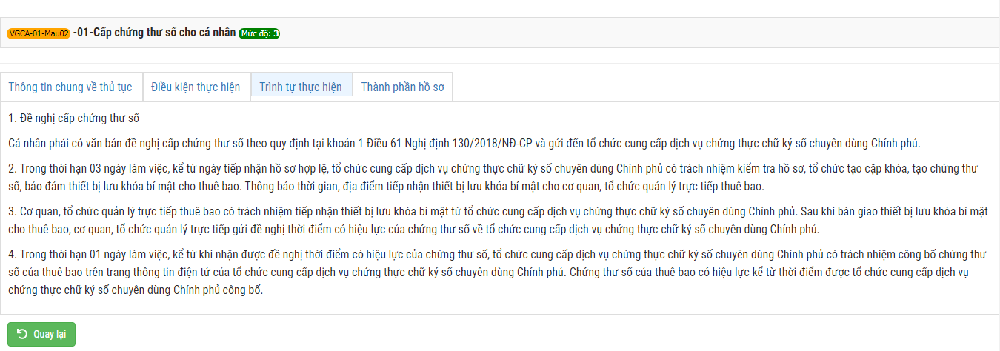 VGCA-01-Mau02 -01-Cấp chứng thư số cho cá nhân Mức độ: 3
Thông tin chung về thủ tục Điều kiện thực hiện Trình tự thực hiện Thành phần hồ sơ
1. Đề nghị cấp chứng thư số
Cá nhân phải có văn bản đề nghị cấp chứng thư số theo quy định tại khoản 1 Điều 61 Nghị định 130/2018/NĐ-CP và gửi đến tổ chức cung cấp dịch vụ chứng thực chữ ký số chuyên dùng Chính phủ.
2. Trong thời hạn 03 ngày làm việc, kể từ ngày tiếp nhận hồ sơ hợp lệ, tổ chức cung cấp dịch vụ chứng thực chữ ký số chuyên dùng Chính phủ có trách nhiệm kiểm tra hồ sơ, tổ chức tạo cặp khóa, tạo chứng thư
số, bảo đảm thiết bị lưu khóa bí mật cho thuê bao. Thông báo thời gian, địa điểm tiếp nhận thiết bị lưu khóa bí mật cho cơ quan, tổ chức quản lý trực tiếp thuê bao.
3. Cơ quan, tổ chức quản lý trực tiếp thuê bao có trách nhiệm tiếp nhận thiết bị lưu khóa bí mật từ tổ chức cung cấp dịch vụ chứng thực chữ ký số chuyên dùng Chính phủ. Sau khi bàn giao thiết bị lưu khóa bí mật
cho thuê bao, cơ quan, tổ chức quản lý trực tiếp gửi đề nghị thời điểm có hiệu lực của chứng thư số về tổ chức cung cấp dịch vụ chứng thực chữ ký số chuyên dùng Chính phủ.
4. Trong thời hạn 01 ngày làm việc, kể từ khi nhận được đề nghị thời điểm có hiệu lực của chứng thư số, tổ chức cung cấp dịch vụ chứng thực chữ ký số chuyên dùng Chính phủ có trách nhiệm công bố chứng thư
số của thuê bao trên trang thông tin điện tử của tổ chức cung cấp dịch vụ chứng thực chữ ký số chuyên dùng Chính phủ. Chứng thư số của thuê bao có hiệu lực kể từ thời điểm được tổ chức cung cấp dịch vụ
chứng thực chữ ký số chuyên dùng Chính phủ công bố.
Quay lại